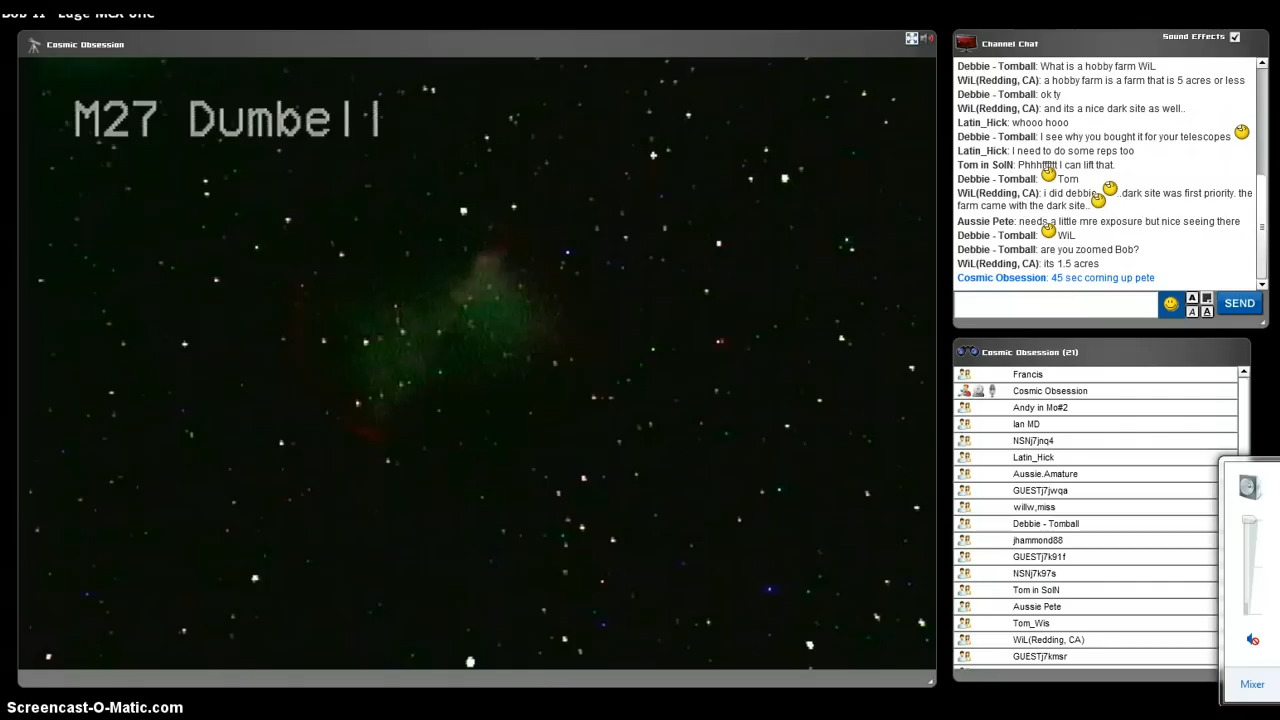 Cosmic Obsession
M27 Dumbell
Channel Chat
Sound Effects
Debbie - Tomball: What is a hobby farm WiL
WiL(Redding, CA): a hobby farm is a farm that is 5 acres or less
Debbie - Tomball: ok ty
WiL(Redding, CA): and its a nice dark site as well..
Latin_Hick: whooo hooo
Debbie - Tomball: I see why you bought it for your telescopes
Latin_Hick: I need to do some reps too
Tom in SoIN: I can lift that.
Debbie - Tomball: Tom
WiL(Redding, CA): i did debbie ..dark site was first priority. the
farm came with the dark site..
Aussie Pete: needs a little mre exposure but nice seeing there
Debbie - Tomball: WiL
Debbie - Tomball: are you zoomed Bob?
WiL(Redding, CA): its 1.5 acres
Cosmic Obsession: 45 sec coming up pete
A
A A
SEND
Cosmic Obsession (21)
Francis
Cosmic Obsession
Andy in Mo#2
Ian MD
NSNj7jnq4
Latin_Hick
Aussie.Amature
GUESTj7jwqa
willw,miss
Debbie - Tomball
jhammond88
GUESTj7k91f
NSNj7k97s
Tom in SoIN
Aussie Pete
Tom_Wis
WiL(Redding, CA)
GUESTj7kmsr
Mixer
Screencast-O-Matic.com